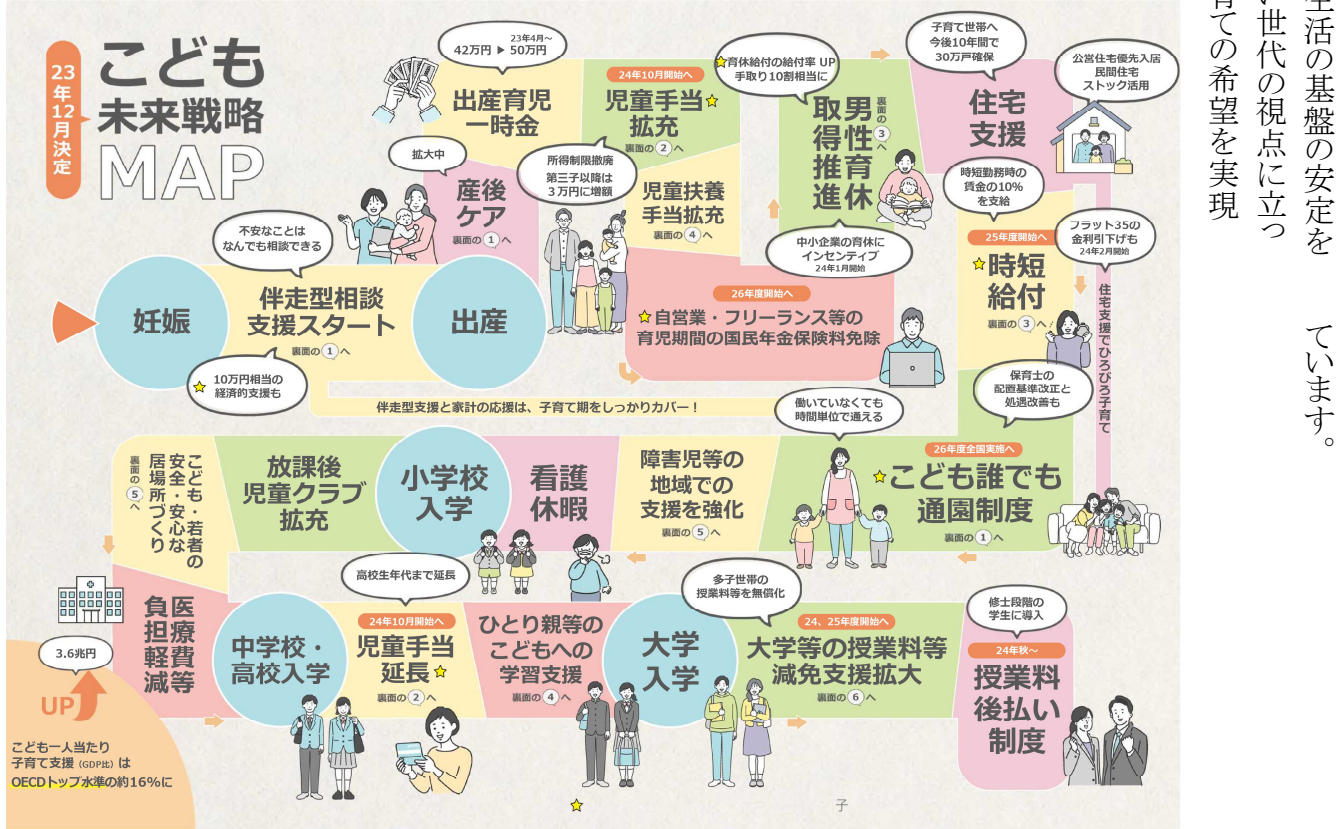 23年12月決定
こども
未来戦略
MAP
妊娠
不安なことは
なんでも相談できる
伴走型相談
支援スタート
裏面の①へ
☆10万円相当の
経済的支援も
出産
伴走型支援と家計の応援は、子育て期をしっかりカバー！
拡大中
産後
ケア
裏面の①へ
23年4月～
42万円▶50万円
出産育児
一時金
24年10月開始へ
児童手当☆
拡充
裏面の②へ
所得制限撤廃
第三子以降は
３万円に増額
児童扶養
手当拡充
裏面の④へ
26年度開始へ
☆自営業・フリーランス等の
育児期間の国民年金保険料免除
☆育休給付の給付率 UP
手取り10割相当に
男性育休
取得推進
裏面の③へ
中小企業の育休に
インセンティブ
24年1月開始
子育て世帯へ
今後10年間で
30万戸確保
住宅
支援
公営住宅優先入居
民間住宅
ストック活用
フラット35の
金利引下げも
24年2月開始
住宅支援でひろびろ子育て
時短勤務時の
賃金の10%
を支給
25年度開始へ
☆時短
給付
裏面の③へ
保育士の
配置基準改正と
処遇改善も
働いていなくても
時間単位で通える
26年度全国実施へ
☆こども誰でも
通園制度
裏面の①へ
障害児等の
地域での
支援を強化
裏面の⑤へ
看護
休暇
小学校
入学
放課後
児童クラブ
拡充
こども・若者の
安全・安心な
居場所づくり
裏面の⑤へ
医療費等
負担軽減
中学校・
高校入学
高校生年代まで延長
24年10月開始へ
児童手当
延長☆
裏面の②へ
ひとり親等の
こどもへの
学習支援
裏面の④へ
大学
入学
多子世帯の
授業料等を無償化
24、25年度開始へ
大学等の授業料等
減免支援拡大
裏面の⑥へ
修士段階の
学生に導入
24年秋～
授業料
後払い
制度
3.6兆円
UP
こども一人当たり
子育て支援（GDP比）は
OECDトップ水準の約16%に
☆
子
生活の基盤の安定を
い世代の視点に立っ
育ての希望を実現
ています。